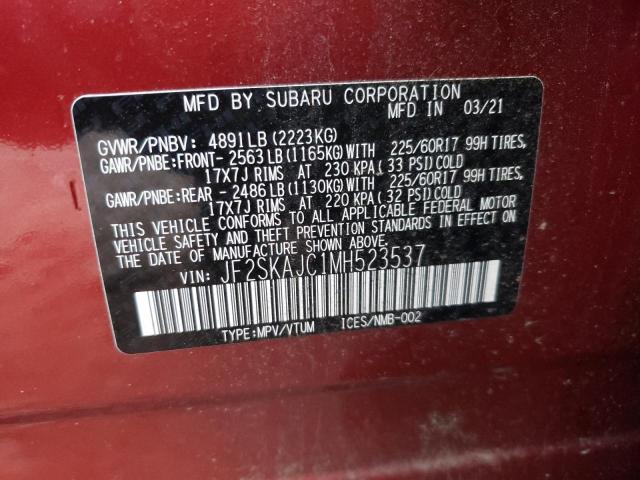 MFD BY SUBARU CORPORATION
MFD IN 03/21
GVWR/PNBV: 4891LB(2223KG)
GAWR/PNBE:FRONT- 2563LB(1165KG)WITH 225/60R17 99H TIRES,
17X7J RIMS AT 230 KPA(33 PSI)COLD
GAWR/PNBE:REAR - 2486LB(1130KG)WITH 225/60R17 99H TIRES,
17X7J RIMS AT 220 KPA(32 PSI)COLD
THIS VEHICLE CONFORMS TO ALL APPLICABLE FEDERAL MOTOR
VEHICLE SAFETY AND THEFT PREVENTION STANDARDS IN EFFECT ON
THE DATE OF MANUFACTURE SHOWN ABOVE.
VIN: JF2SKAJC1MH523537
TYPE:MPV/VTUM ICES/NMB-002